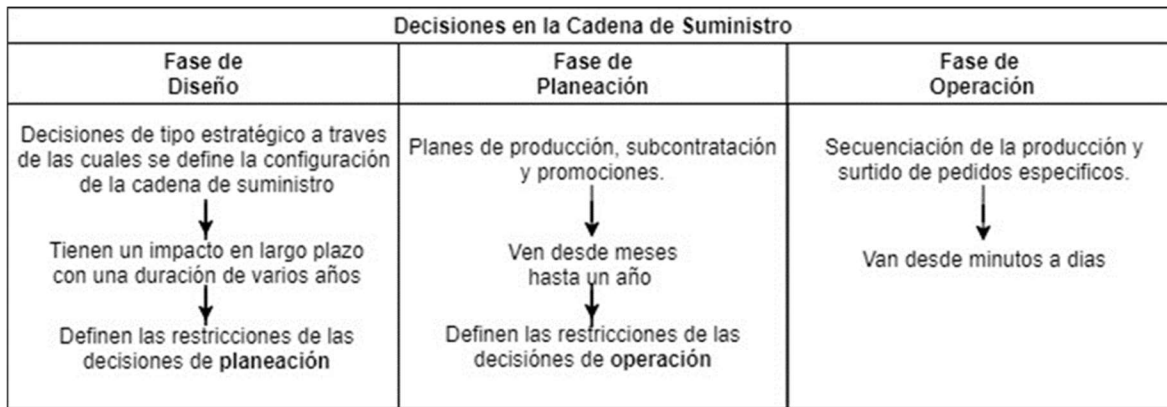 Decisiones en la Cadena de Suministro
Fase de
Diseño
Decisiones de tipo estratégico a traves
de las cuales se define la configuración
de la cadena de suministro
Tienen un impacto en largo plazo
con una duración de varios años
Definen las restricciones de las
decisiones de planeación
Fase de
Planeación
Planes de producción, subcontratación
y promociones.
Ven desde meses
hasta un año
Definen las restricciones de las
decisiónes de operación
Fase de
Operación
Secuenciación de la producción y
surtido de pedidos especificos.
Van desde minutos a dias